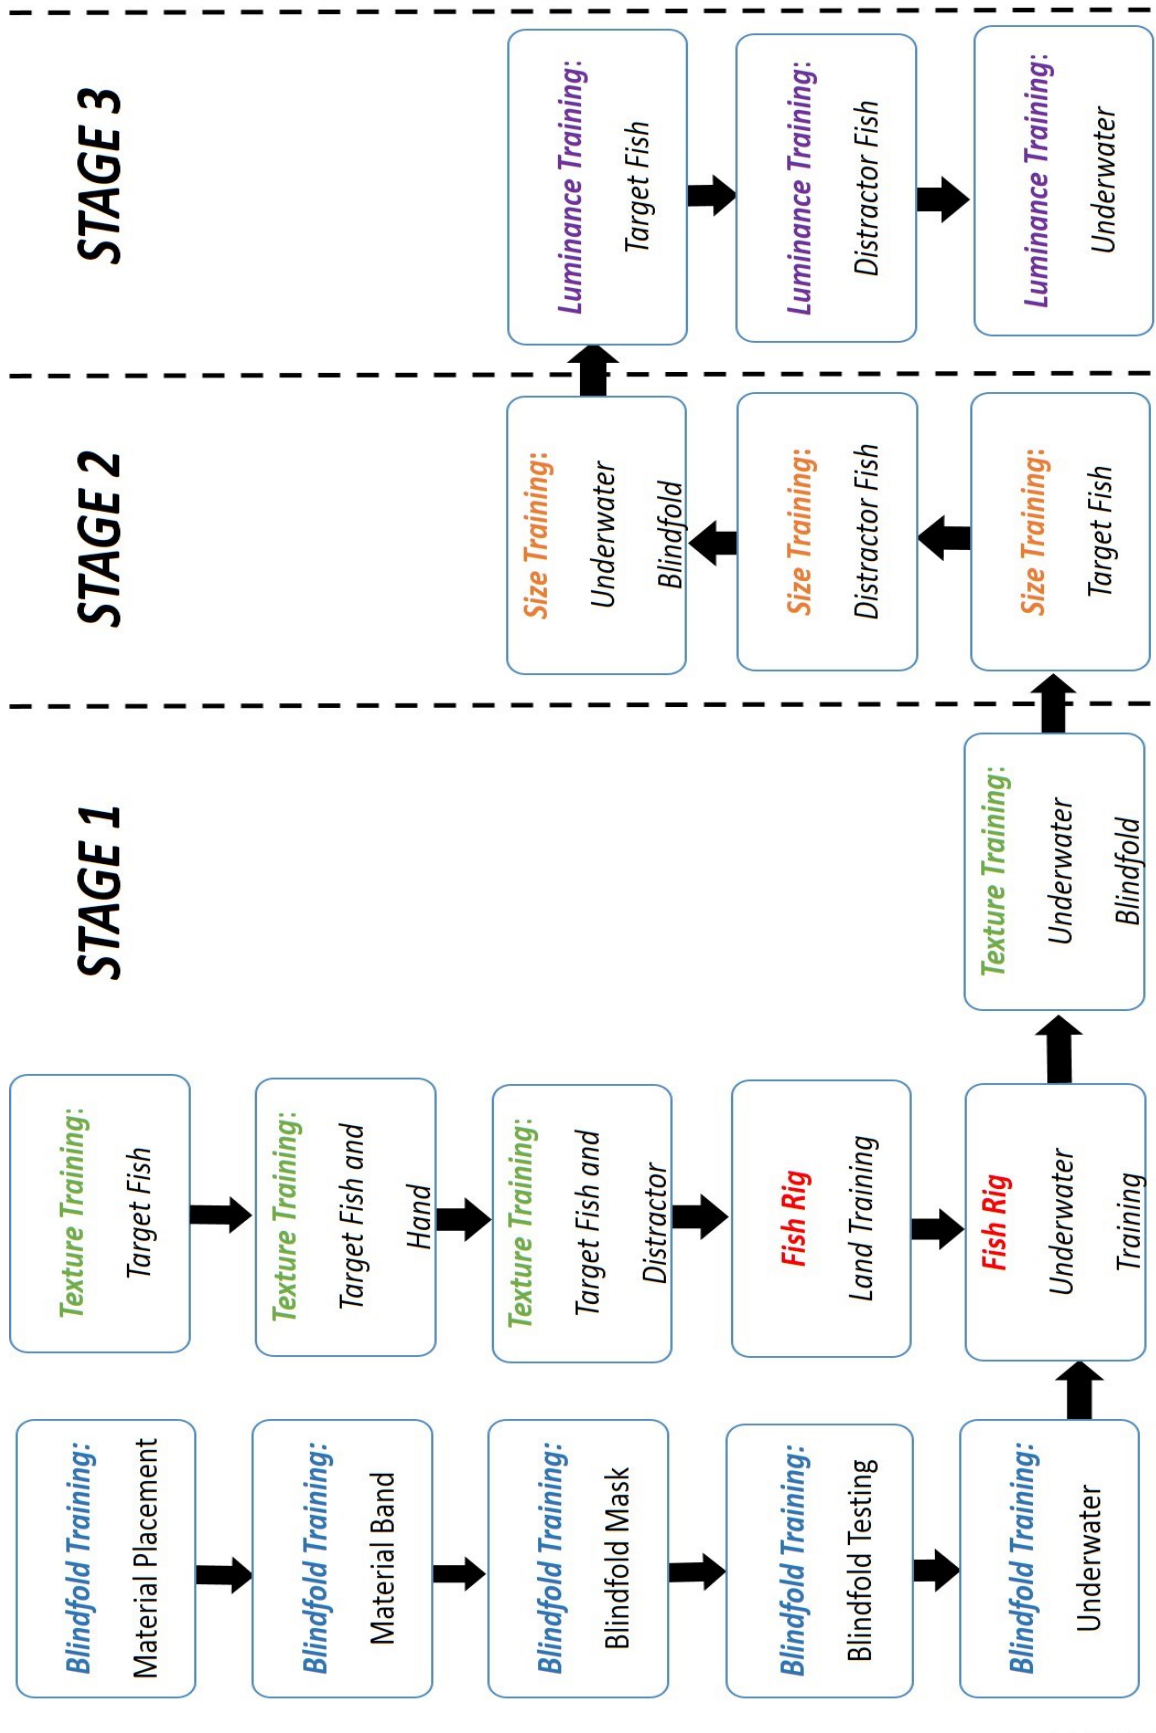 STAGE 1
STAGE 2
STAGE 3
Blindfold Training:
Material Placement
Blindfold Training:
Material Band
Blindfold Training:
Blindfold Mask
Blindfold Training:
Blindfold Testing
Blindfold Training:
Underwater
Texture Training:
Target Fish
Texture Training:
Target Fish and
Hand
Texture Training:
Target Fish and
Distractor
Fish Rig
Land Training
Fish Rig
Underwater
Training
Texture Training:
Underwater
Blindfold
Size Training:
Target Fish
Size Training:
Distractor Fish
Size Training:
Underwater
Blindfold
Luminance Training:
Target Fish
Luminance Training:
Distractor Fish
Luminance Training:
Underwater